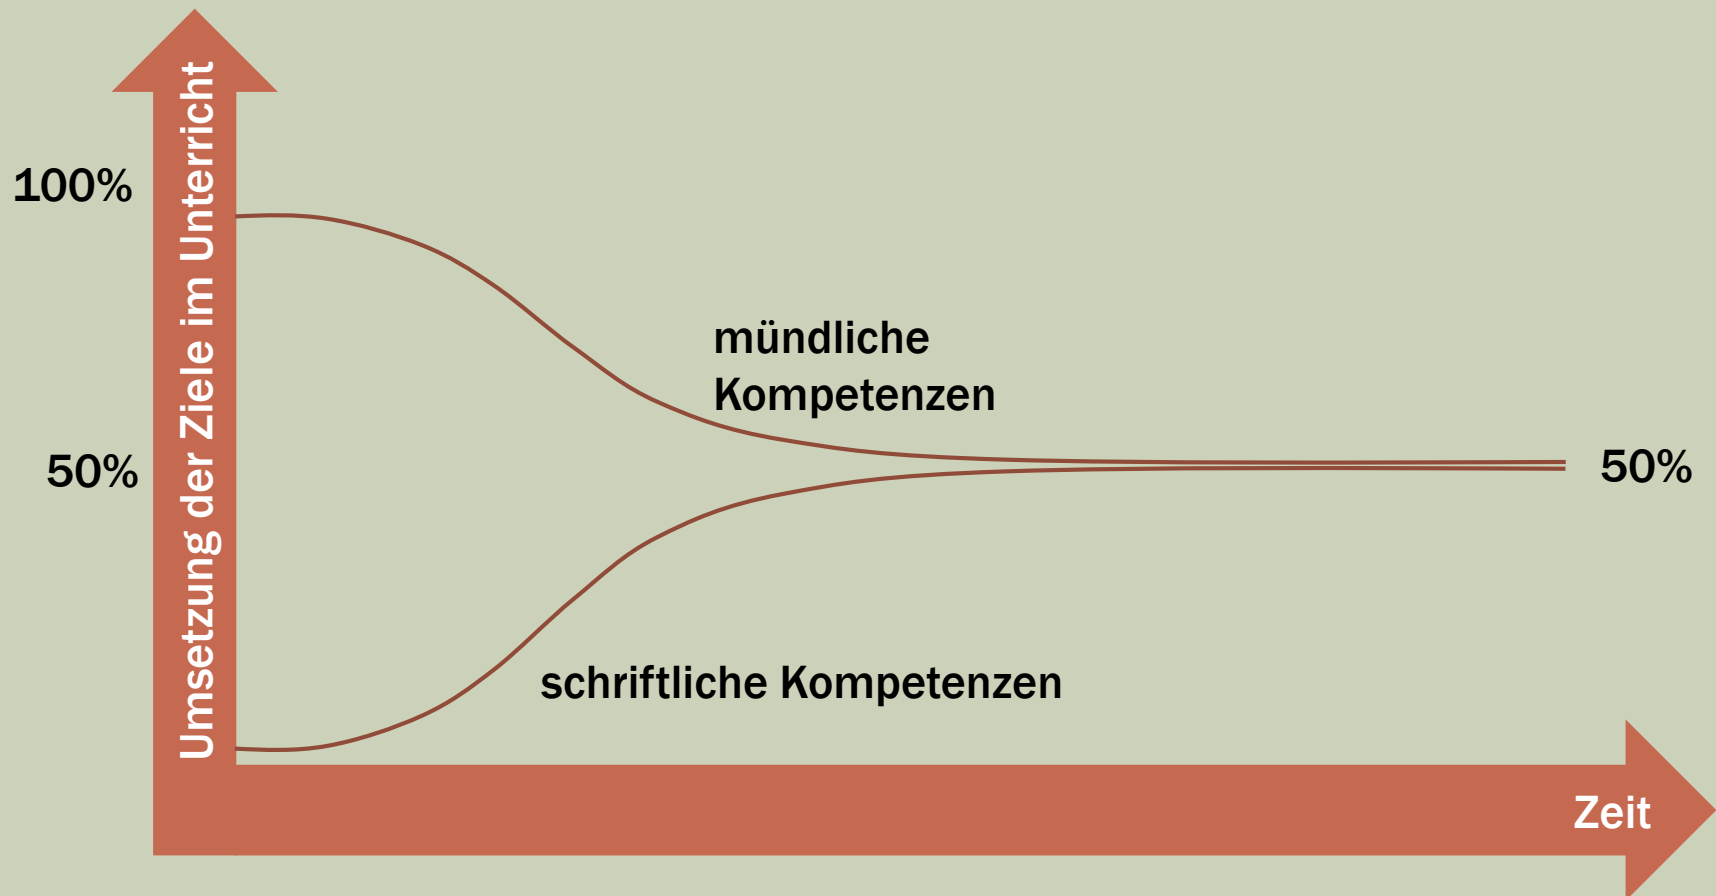 Umsetzung der Ziele im Unterricht
100%
mündliche
Kompetenzen
50%
50%
schriftliche Kompetenzen
Zeit